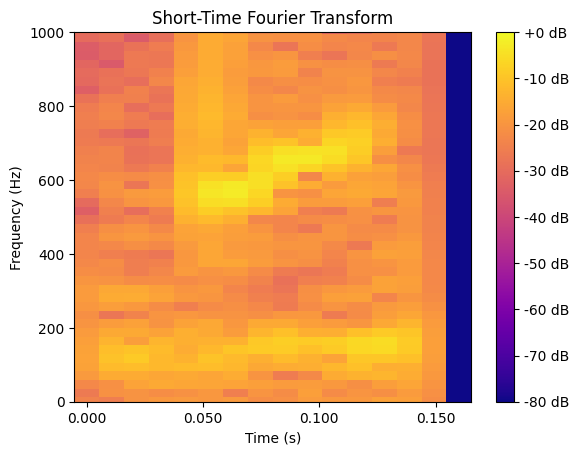 Short-Time Fourier Transform
Frequency (Hz)
1000
800
600
400
200
0
0.000
0.050
0.100
0.150
Time (s)
+0 dB
-10 dB
-20 dB
-30 dB
-40 dB
-50 dB
-60 dB
-70 dB
-80 dB